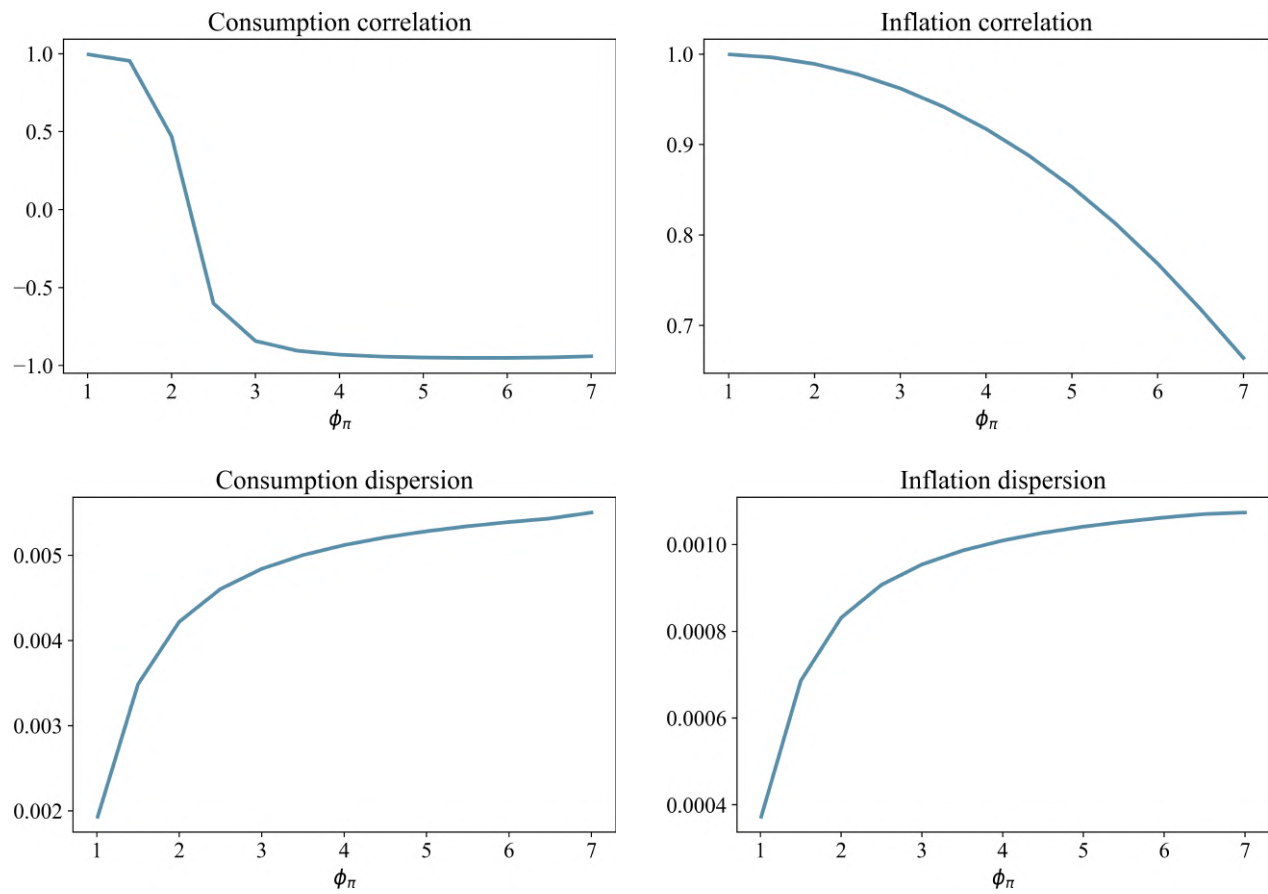 Consumption correlation
1.0
0.5
0.0
−0.5
−1.0
1 2 3 4 5 6 7
ϕπ
Inflation correlation
1.0
0.9
0.8
0.7
1 2 3 4 5 6 7
ϕπ
Consumption dispersion
0.005
0.004
0.003
0.002
1 2 3 4 5 6 7
ϕπ
Inflation dispersion
0.0010
0.0008
0.0006
0.0004
1 2 3 4 5 6 7
ϕπ